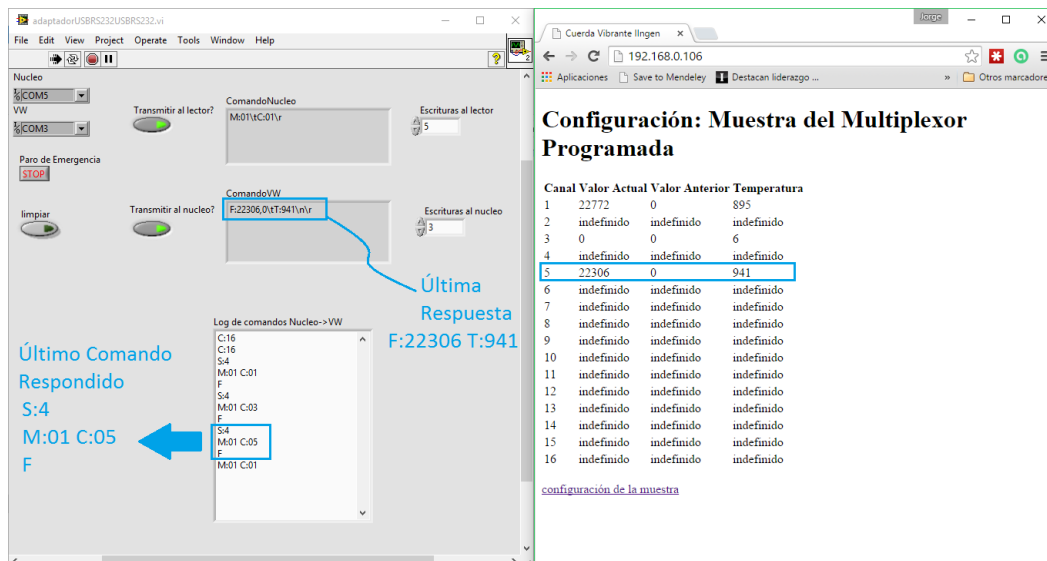 adaptadorUSBRS232USBRS232.vi
File Edit View Project Operate Tools Window Help
2
Nucleo
COM5
VW
COM3
Paro de Emergencia
STOP
limpiar
Transmitir al lector?
ComandoNucleo
M:01\tC:01\r
Escrituras al lector
5
Transmitir al nucleo?
ComandoVW
F:22306,0\tT:941\n\r
Escrituras al nucleo
3
Última
Respuesta
F:22306 T:941
Último Comando
Respondido
S:4
M:01 C:05
F
Log de comandos Nucleo->VW
C:16
C:16
S:4
M:01 C:01
F
S:4
M:01 C:03
F
S:4
M:01 C:05
F
M:01 C:01
Jorge
Cuerda Vibrante IIngen
192.168.0.106
Aplicaciones Save to Mendeley Destacan liderazgo ... » Otros marcadore
Configuración: Muestra del Multiplexor
Programada
Canal Valor Actual Valor Anterior Temperatura
1 22772 0 895
2 indefinido indefinido indefinido
3 0 0 6
4 indefinido indefinido indefinido
5 22306 0 941
6 indefinido indefinido indefinido
7 indefinido indefinido indefinido
8 indefinido indefinido indefinido
9 indefinido indefinido indefinido
10 indefinido indefinido indefinido
11 indefinido indefinido indefinido
12 indefinido indefinido indefinido
13 indefinido indefinido indefinido
14 indefinido indefinido indefinido
15 indefinido indefinido indefinido
16 indefinido indefinido indefinido
configuración de la muestra